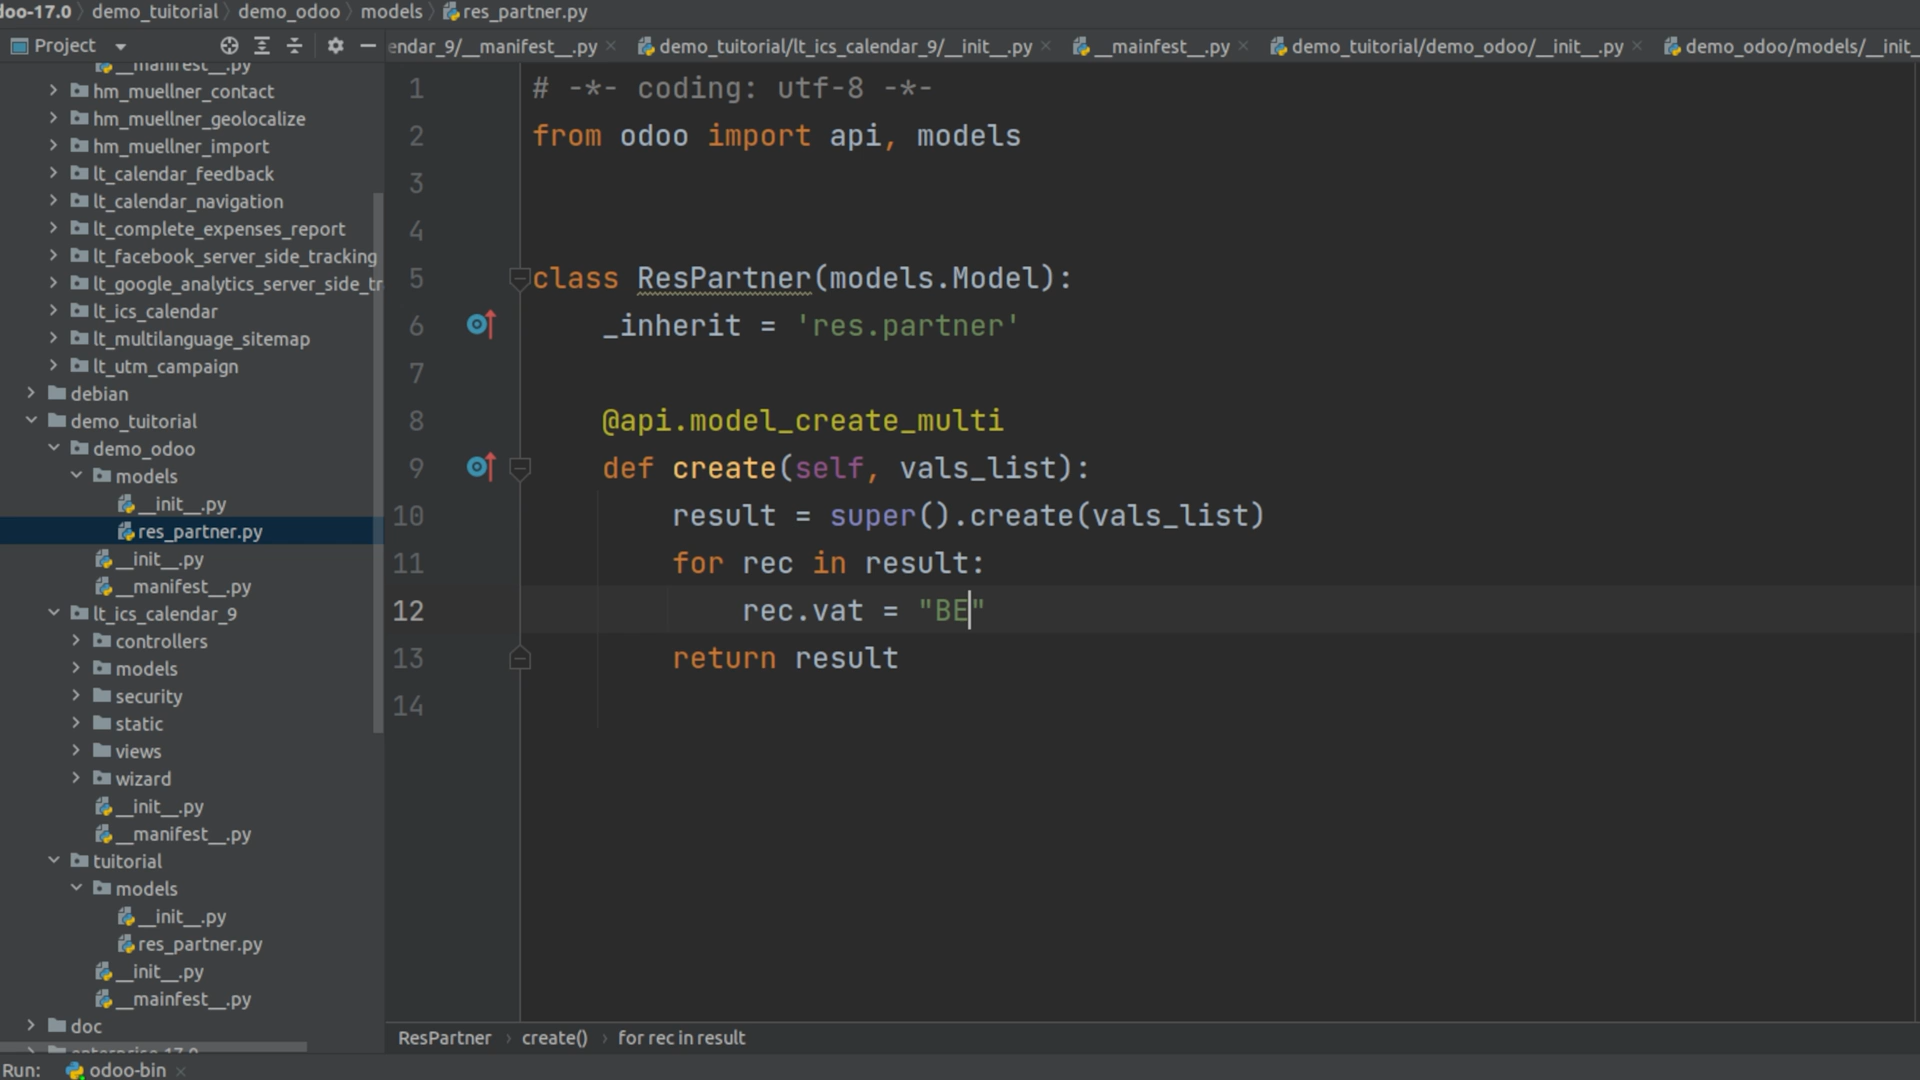 doo-17.0 › demo_tuitorial › demo_odoo › models › res_partner.py
Project
endar_9/__manifest__.py × demo_tuitorial/lt_ics_calendar_9/__init__.py × __mainfest__.py × demo_tuitorial/demo_odoo/__init__.py × demo_odoo/models/__init_
__manifest__.py
hm_muellner_contact
hm_muellner_geolocalize
hm_muellner_import
lt_calendar_feedback
lt_calendar_navigation
lt_complete_expenses_report
lt_facebook_server_side_tracking
lt_google_analytics_server_side_tr
lt_ics_calendar
lt_multilanguage_sitemap
lt_utm_campaign
debian
demo_tuitorial
demo_odoo
models
__init__.py
res_partner.py
__init__.py
__manifest__.py
lt_ics_calendar_9
controllers
models
security
static
views
wizard
__init__.py
__manifest__.py
tuitorial
models
__init__.py
res_partner.py
__init__.py
__mainfest__.py
doc
enterprise-17.0
1 # -*- coding: utf-8 -*-
2 from odoo import api, models
3
4
5 class ResPartner(models.Model):
6 _inherit = 'res.partner'
7
8 @api.model_create_multi
9 def create(self, vals_list):
10 result = super().create(vals_list)
11 for rec in result:
12 rec.vat = "BE"
13 return result
14
ResPartner › create() › for rec in result
Run: odoo-bin ×